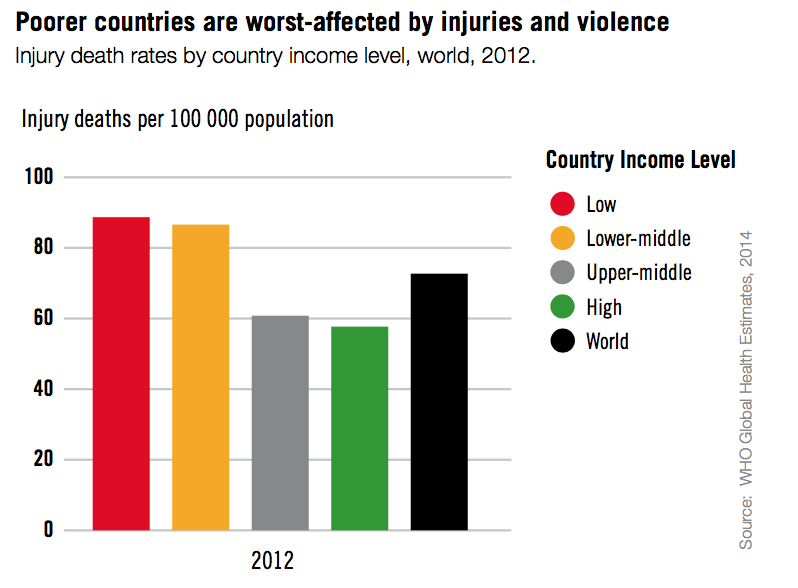 Poorer countries are worst-affected by injuries and violence
Injury death rates by country income level, world, 2012.
Injury deaths per 100 000 population
100
80
60
40
20
0
2012
Country Income Level
Low
Lower-middle
Upper-middle
High
World
Source: WHO Global Health Estimates, 2014